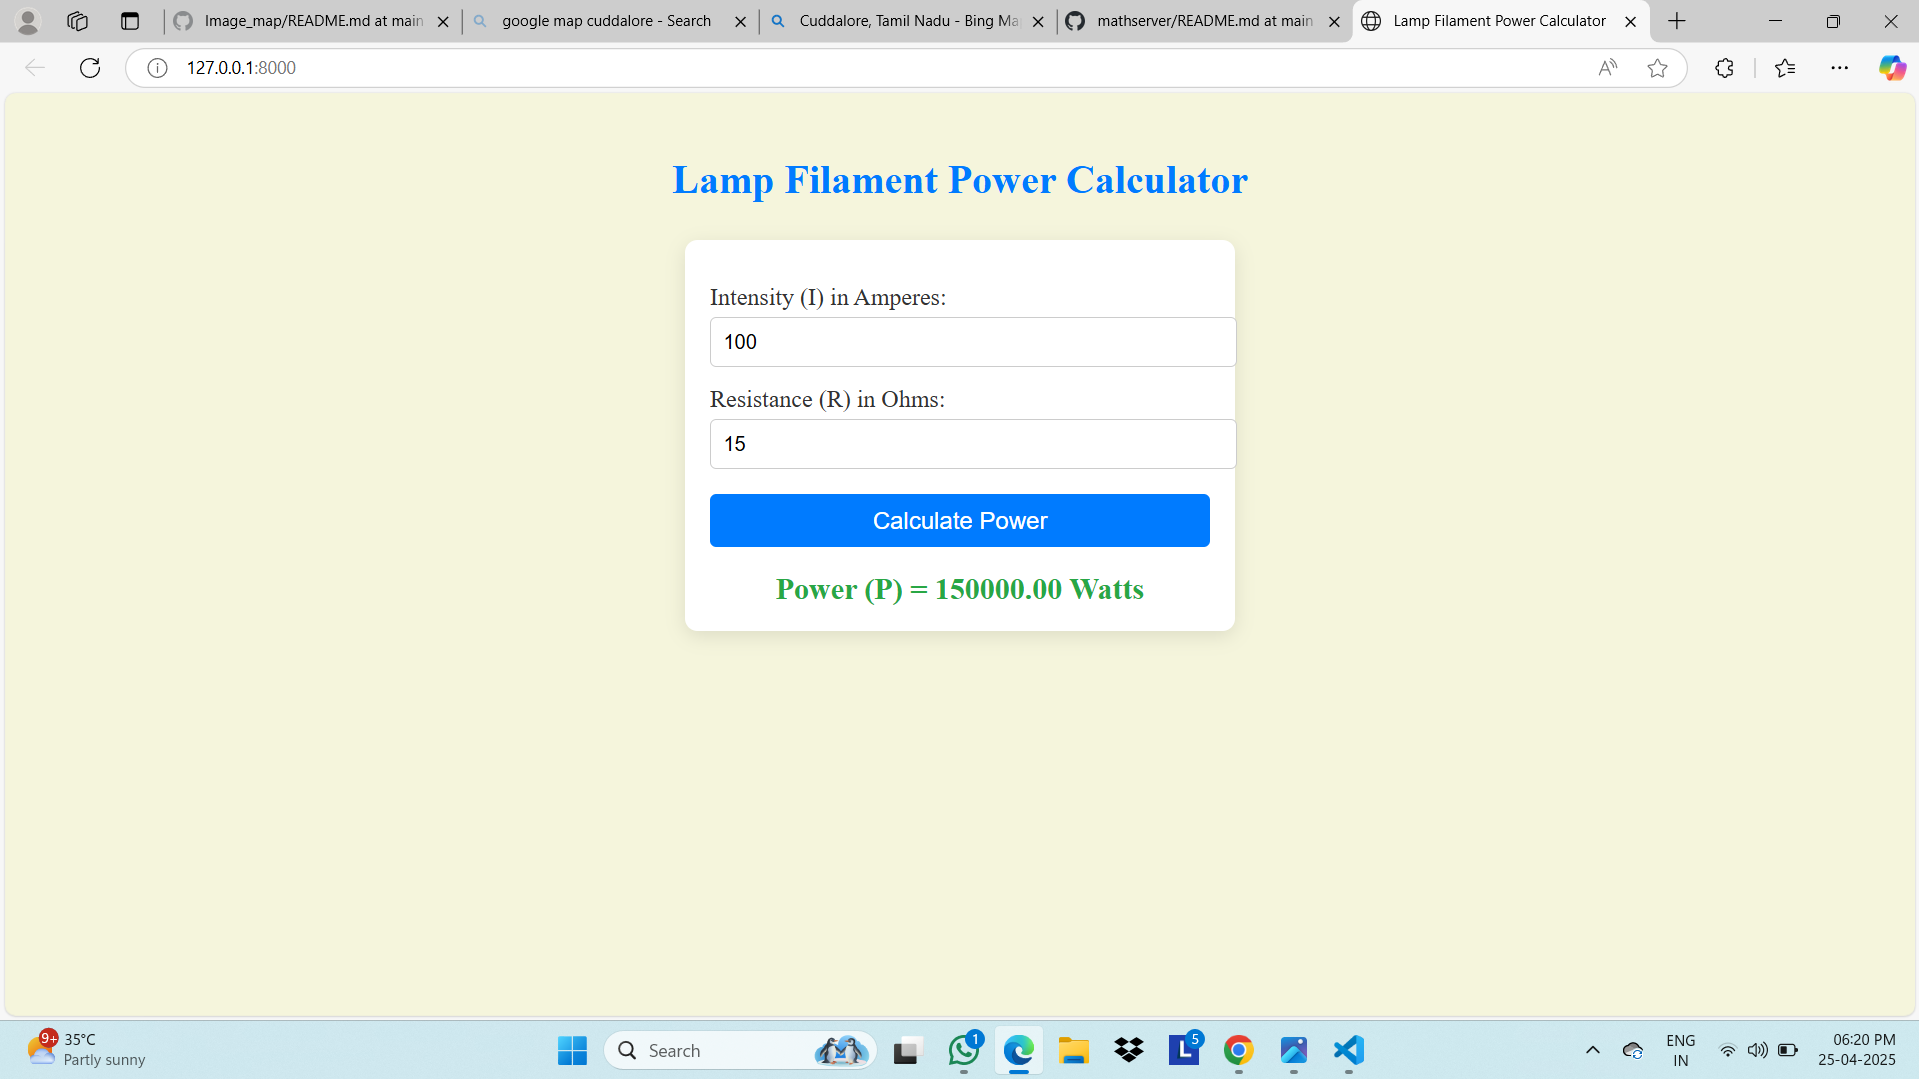 Image_map/README.md at main
google map cuddalore - Search
Cuddalore, Tamil Nadu - Bing Ma
mathserver/README.md at main
Lamp Filament Power Calculator
127.0.0.1:8000
Lamp Filament Power Calculator
Intensity (I) in Amperes:
100
Resistance (R) in Ohms:
15
Calculate Power
Power (P) = 150000.00 Watts
9+
35°C
Partly sunny
Search
1
L
5
ENG
IN
06:20 PM
25-04-2025